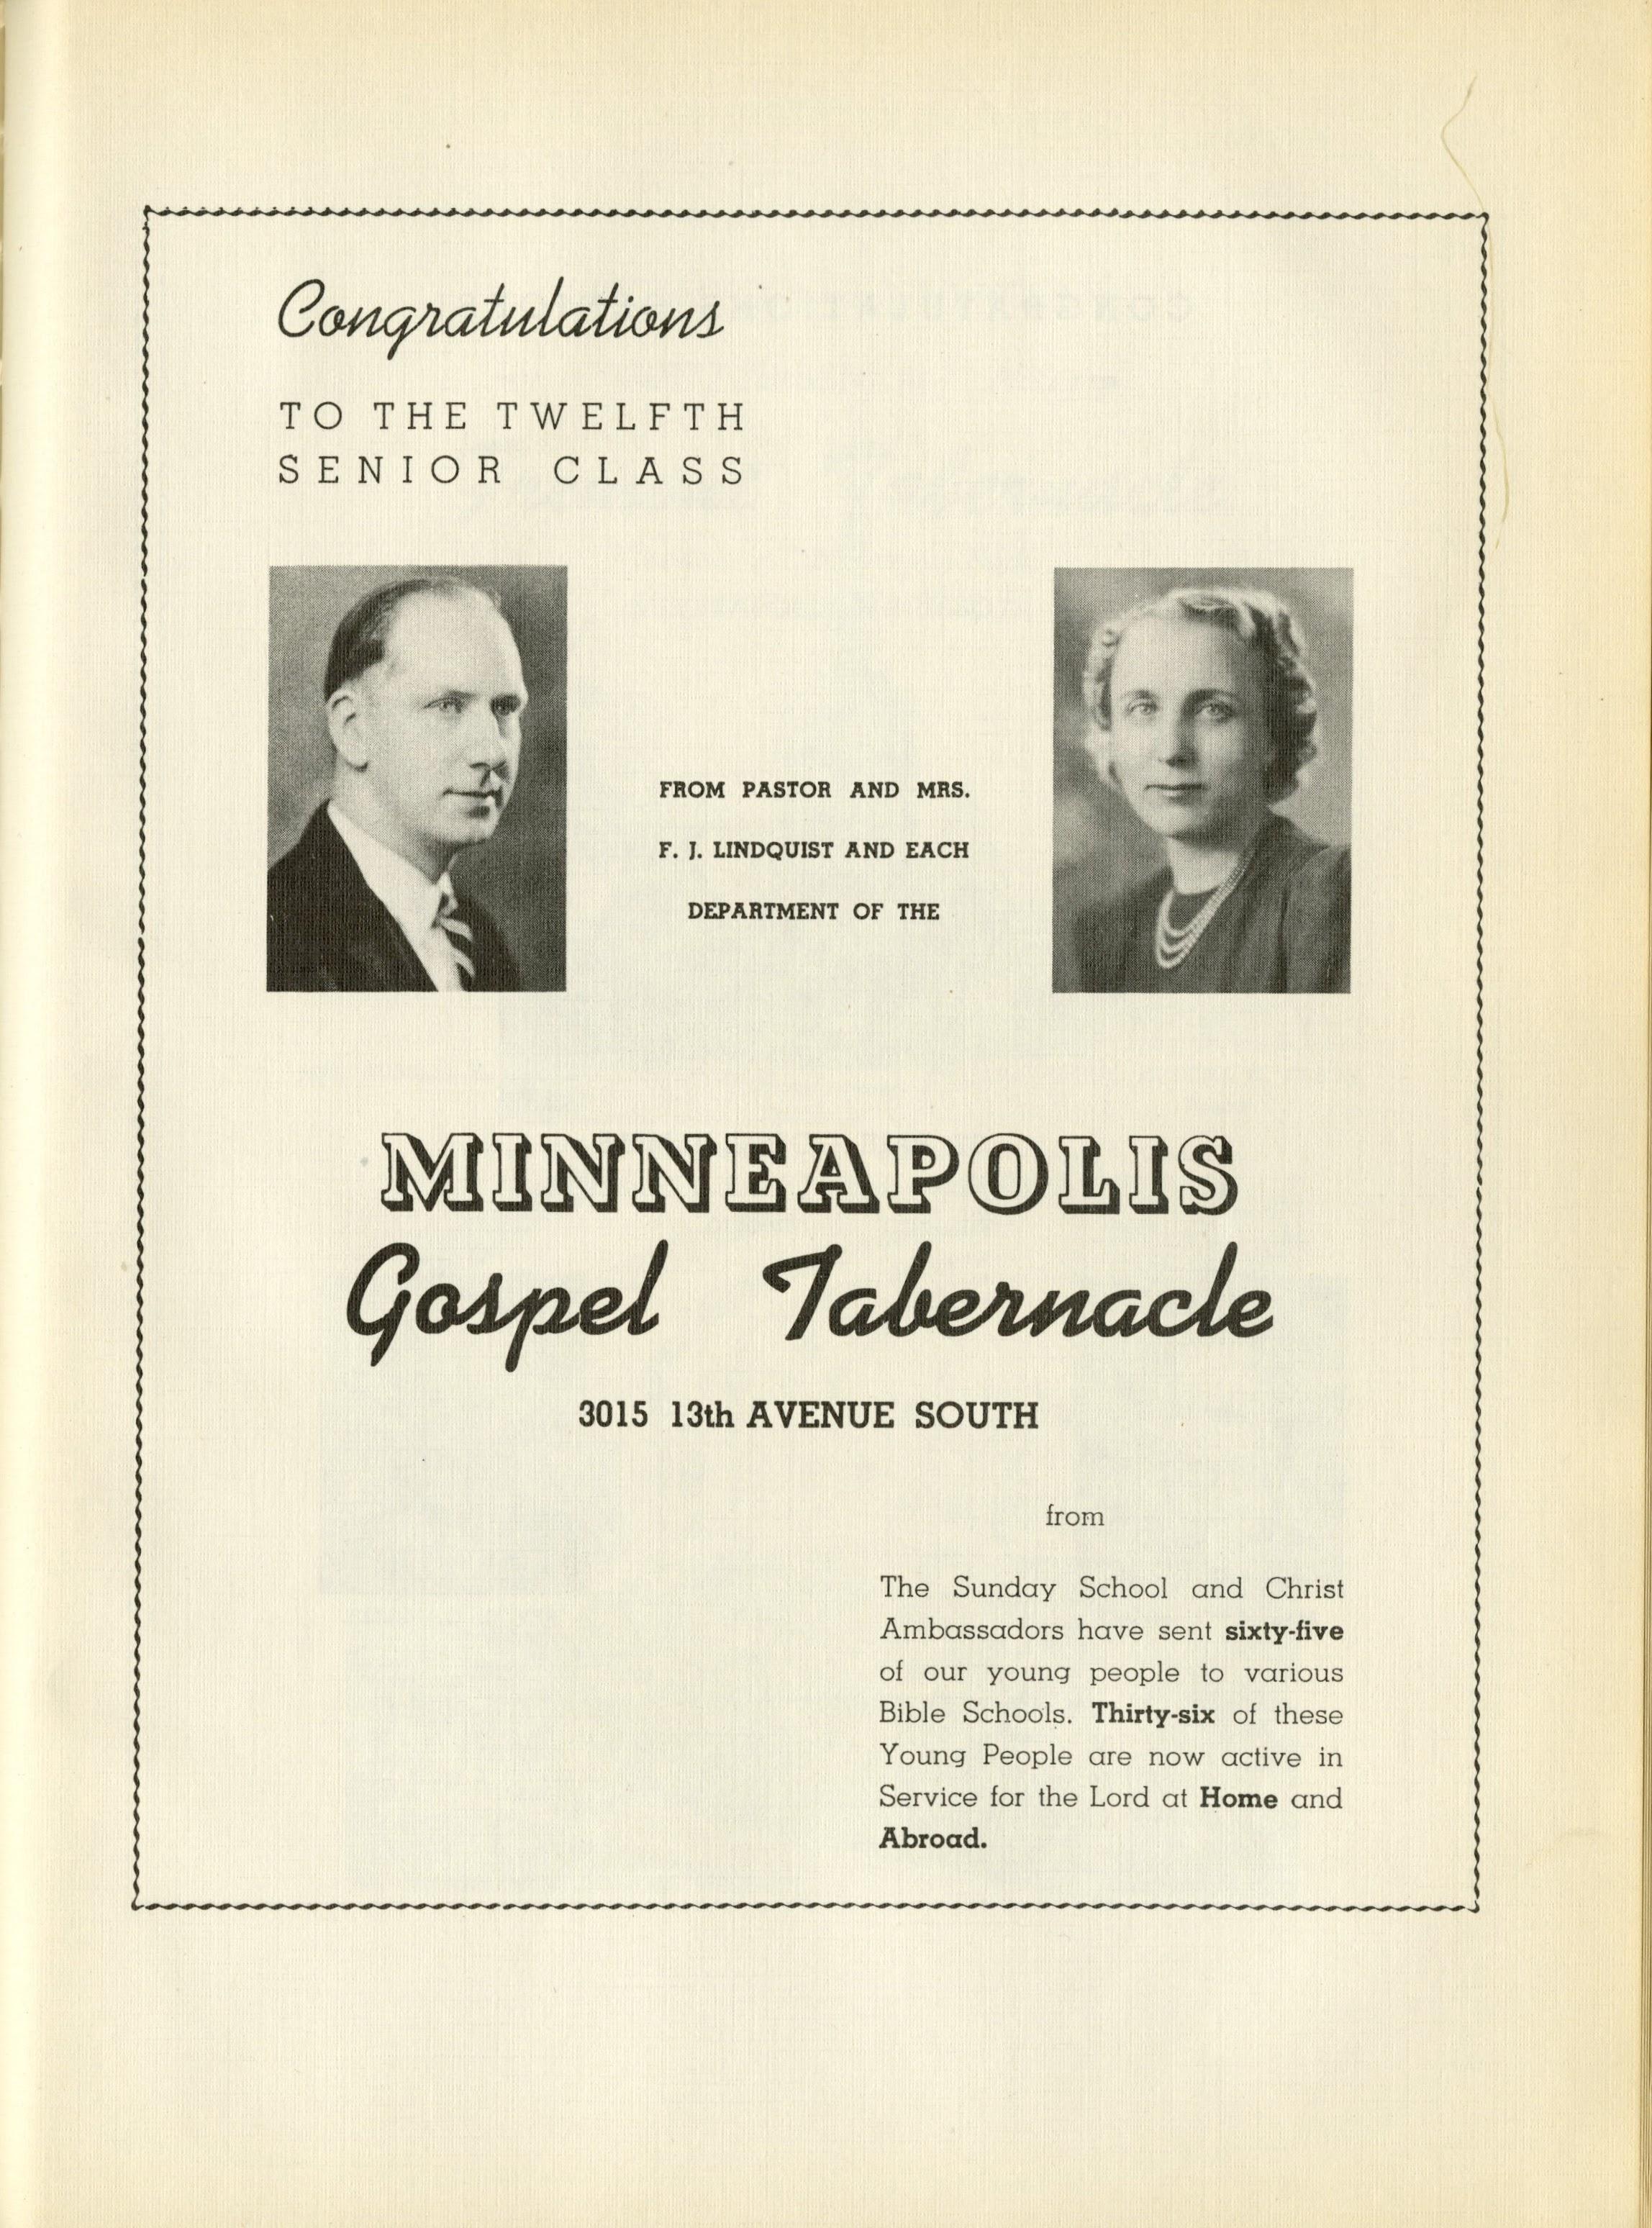 Congratulations
TO THE TWELFTH
SENIOR CLASS
FROM PASTOR AND MRS.
F. J. LINDQUIST AND EACH
DEPARTMENT OF THE
MINNEAPOLIS
Gospel Tabernacle
3015 13th AVENUE SOUTH
from
The Sunday School and Christ
Ambassadors have sent sixty-five
of our young people to various
Bible Schools. Thirty-six of these
Young People are now active in
Service for the Lord at Home and
Abroad.